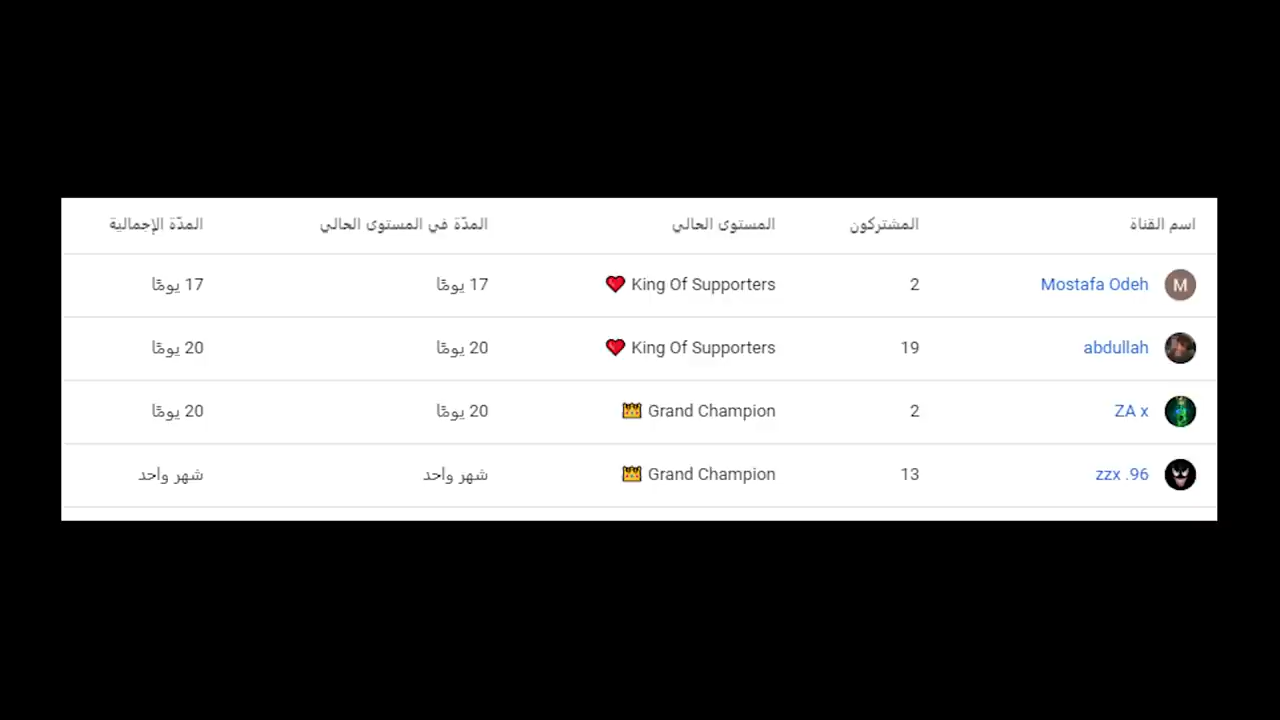 اسم القناة المشتركون المستوى الحالي المدّة في المستوى الحالي المدّة الإجمالية
M Mostafa Odeh 2 King Of Supporters ❤️ 17 يومًا 17 يومًا
abdullah 19 King Of Supporters ❤️ 20 يومًا 20 يومًا
ZA x 2 Grand Champion 👑 20 يومًا 20 يومًا
zzx .96 13 Grand Champion 👑 شهر واحد شهر واحد